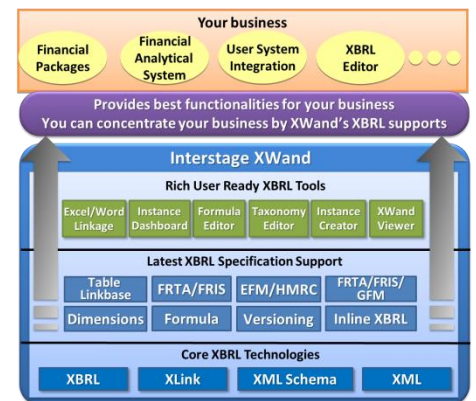 Your business
Financial
Packages
Financial
Analytical
System
User System
Integration
XBRL
Editor
Provides best functionalities for your business
You can concentrate your business by XWand's XBRL supports
Interstage XWand
Rich User Ready XBRL Tools
Excel/Word
Linkage
Instance
Dashboard
Formula
Editor
Taxonomy
Editor
Instance
Creator
XWand
Viewer
Latest XBRL Specification Support
Table
Linkbase
FRTA/FRIS
EFM/HMRC
FRTA/FRIS/
GFM
Dimensions
Formula
Versioning
Inline XBRL
Core XBRL Technologies
XBRL
XLink
XML Schema
XML